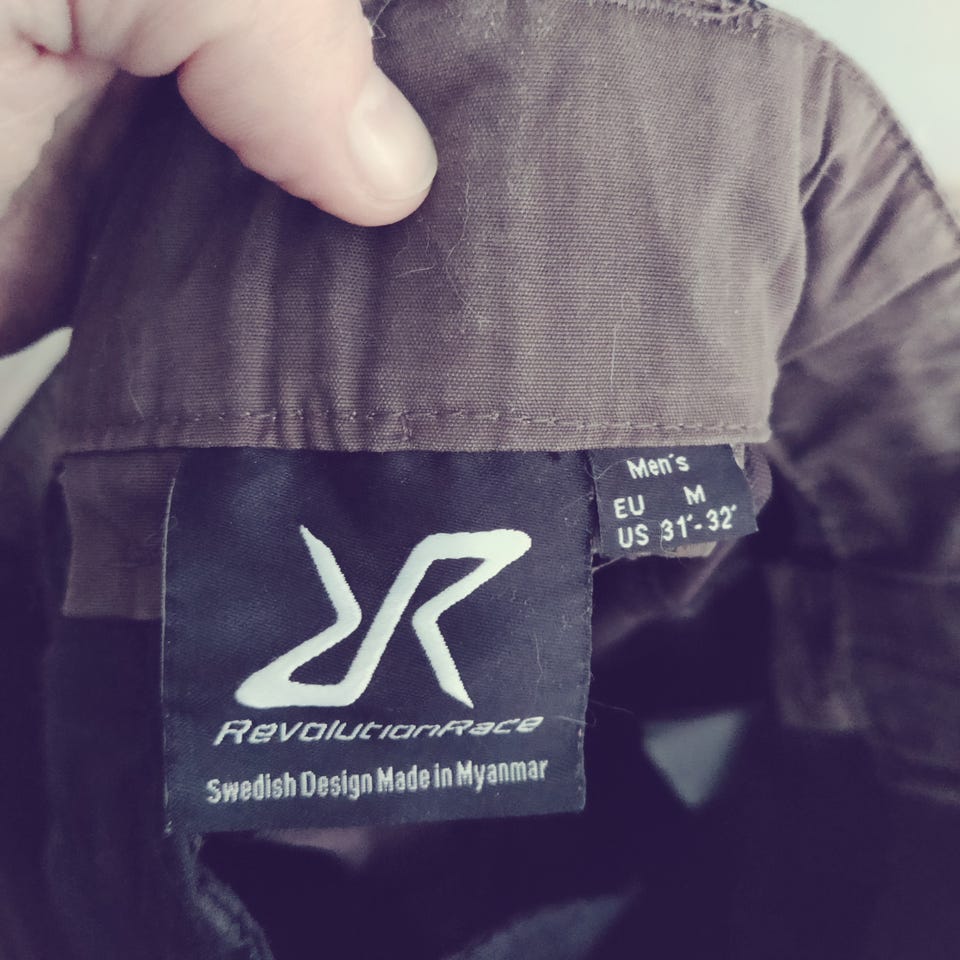 Men's
EU M
US 31'-32'
RevolutionRace
Swedish Design Made in Myanmar